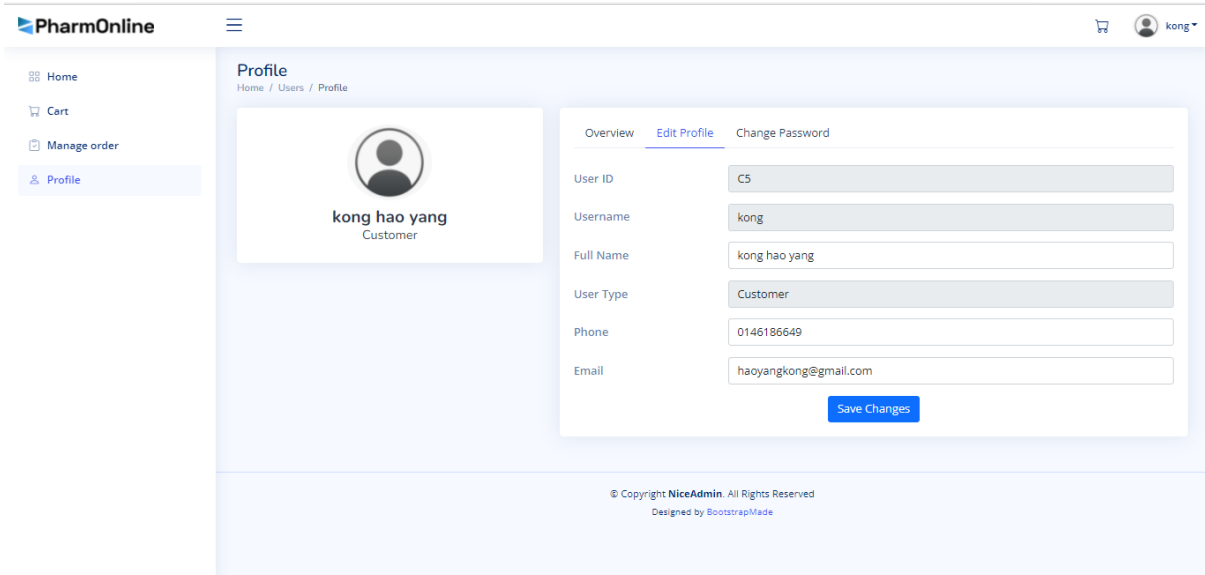 PharmOnline
kong
Home
Cart
Manage order
Profile
Profile
Home / Users / Profile
kong hao yang
Customer
Overview Edit Profile Change Password
User ID C5
Username kong
Full Name kong hao yang
User Type Customer
Phone 0146186649
Email haoyangkong@gmail.com
Save Changes
© Copyright NiceAdmin. All Rights Reserved
Designed by BootstrapMade